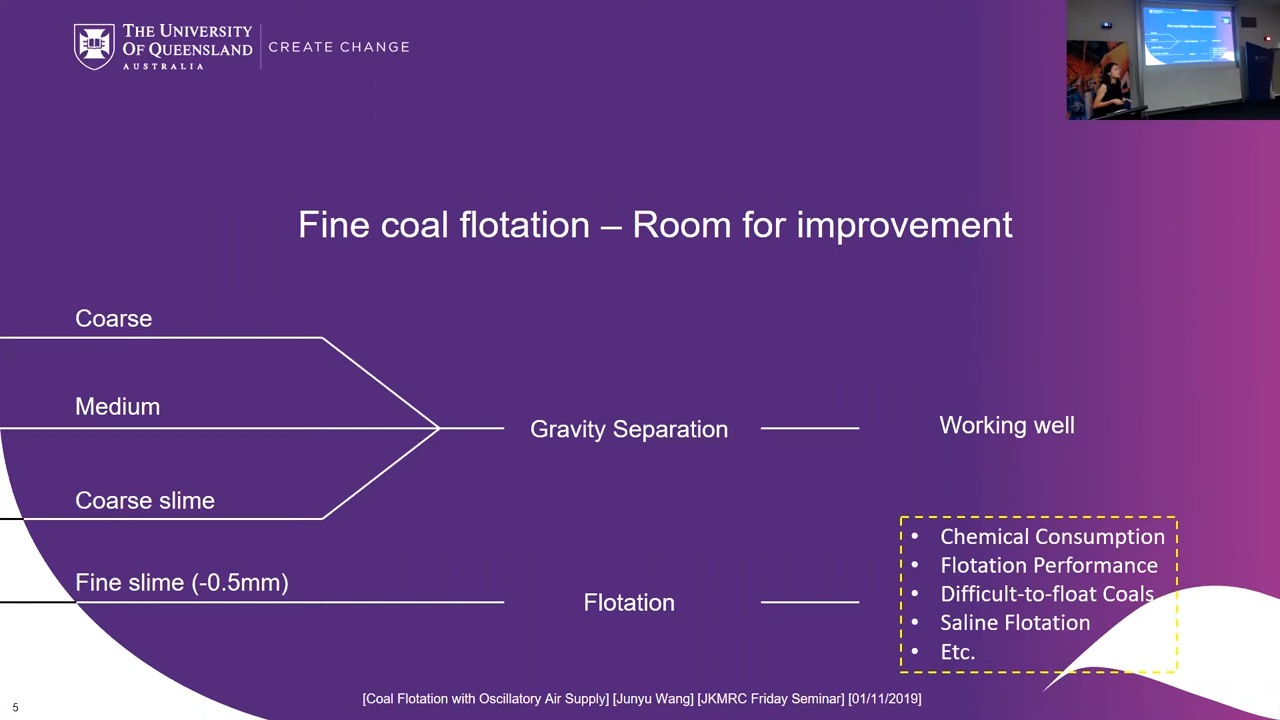 THE UNIVERSITY
OF QUEENSLAND
AUSTRALIA
CREATE CHANGE
Fine coal flotation – Room for improvement
Coarse
Medium
Coarse slime
Fine slime (-0.5mm)
Gravity Separation
Working well
Flotation
• Chemical Consumption
• Flotation Performance
• Difficult-to-float Coals
• Saline Flotation
• Etc.
5
[Coal Flotation with Oscillatory Air Supply] [Junyu Wang] [JKMRC Friday Seminar] [01/11/2019]